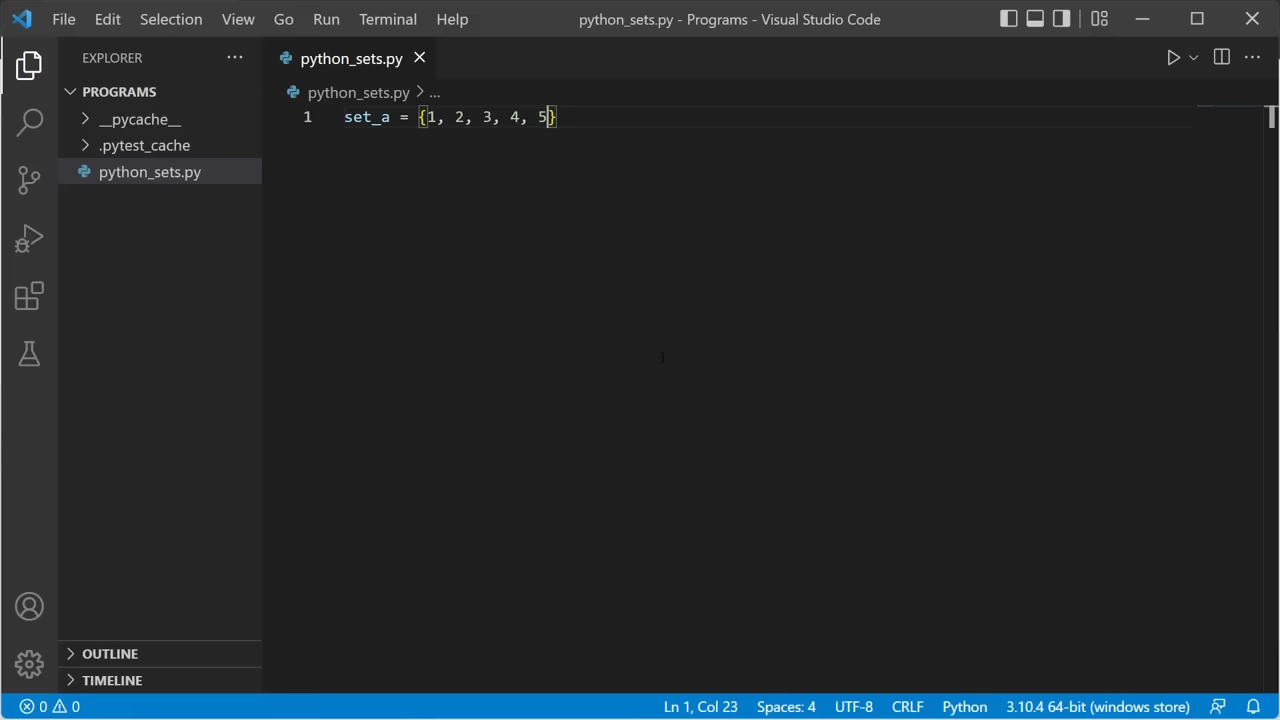 File Edit Selection View Go Run Terminal Help python_sets.py - Programs - Visual Studio Code
EXPLORER
python_sets.py
PROGRAMS
python_sets.py > ...
__pycache__
1 set_a = {1, 2, 3, 4, 5}
.pytest_cache
python_sets.py
OUTLINE
TIMELINE
0 0 Ln 1, Col 23 Spaces: 4 UTF-8 CRLF Python 3.10.4 64-bit (windows store)